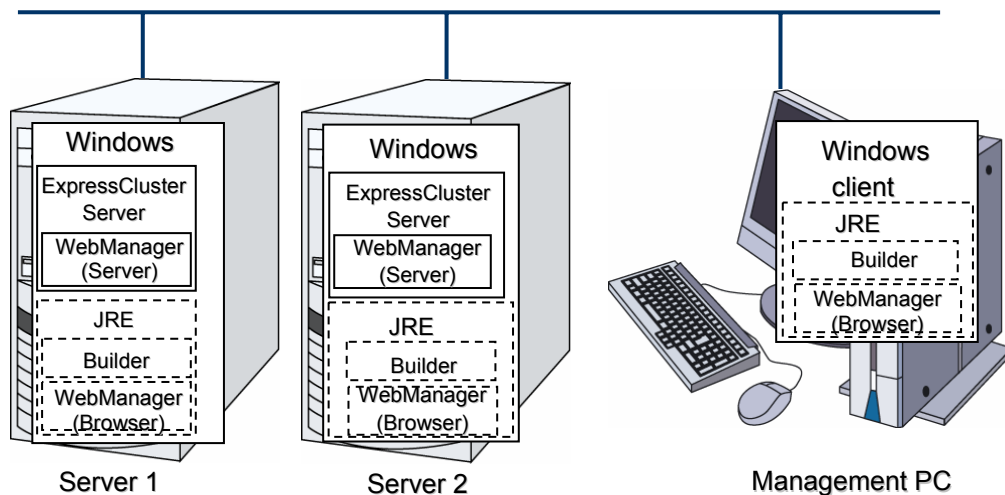 Windows
ExpressCluster
Server
WebManager
(Server)
JRE
Builder
WebManager
(Browser)
Server 1
Windows
ExpressCluster
Server
WebManager
(Server)
JRE
Builder
WebManager
(Browser)
Server 2
Windows
client
JRE
Builder
WebManager
(Browser)
Management PC